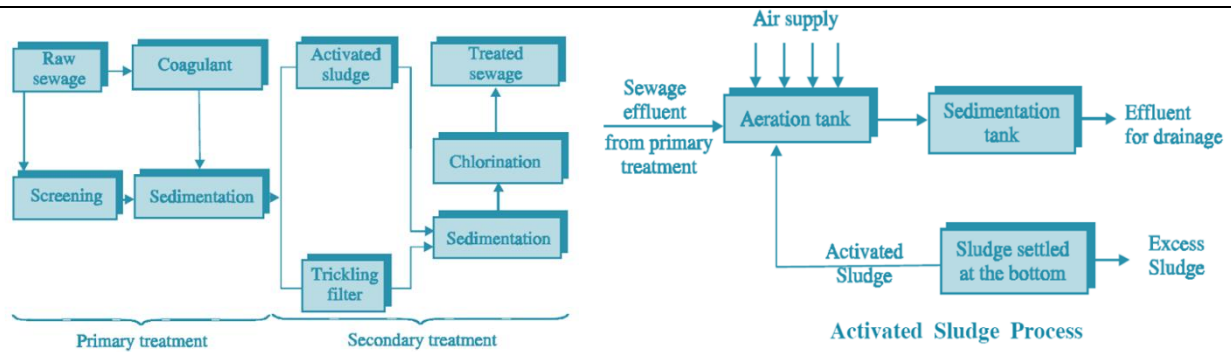 Raw
sewage
Coagulant
Screening
Sedimentation
Primary treatment
Activated
sludge
Trickling
filter
Treated
sewage
Chlorination
Sedimentation
Secondary treatment
Air supply
Sewage
effluent
from primary
treatment
Aeration tank
Sedimentation
tank
Effluent
for drainage
Activated
Sludge
Sludge settled
at the bottom
Excess
Sludge
Activated Sludge Process